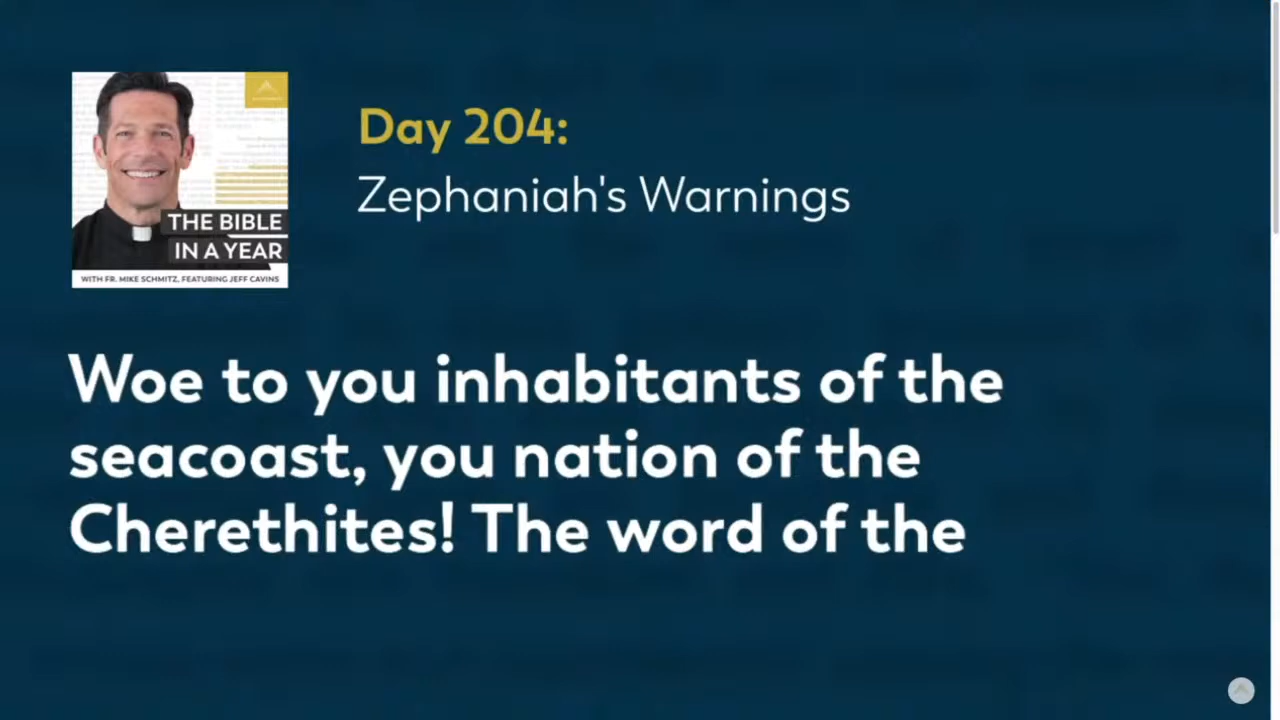 Day 204:
Zephaniah's Warnings
THE BIBLE
IN A YEAR
WITH FR. MIKE SCHMITZ, FEATURING JEFF CAVINS
Woe to you inhabitants of the
seacoast, you nation of the
Cherethites! The word of the